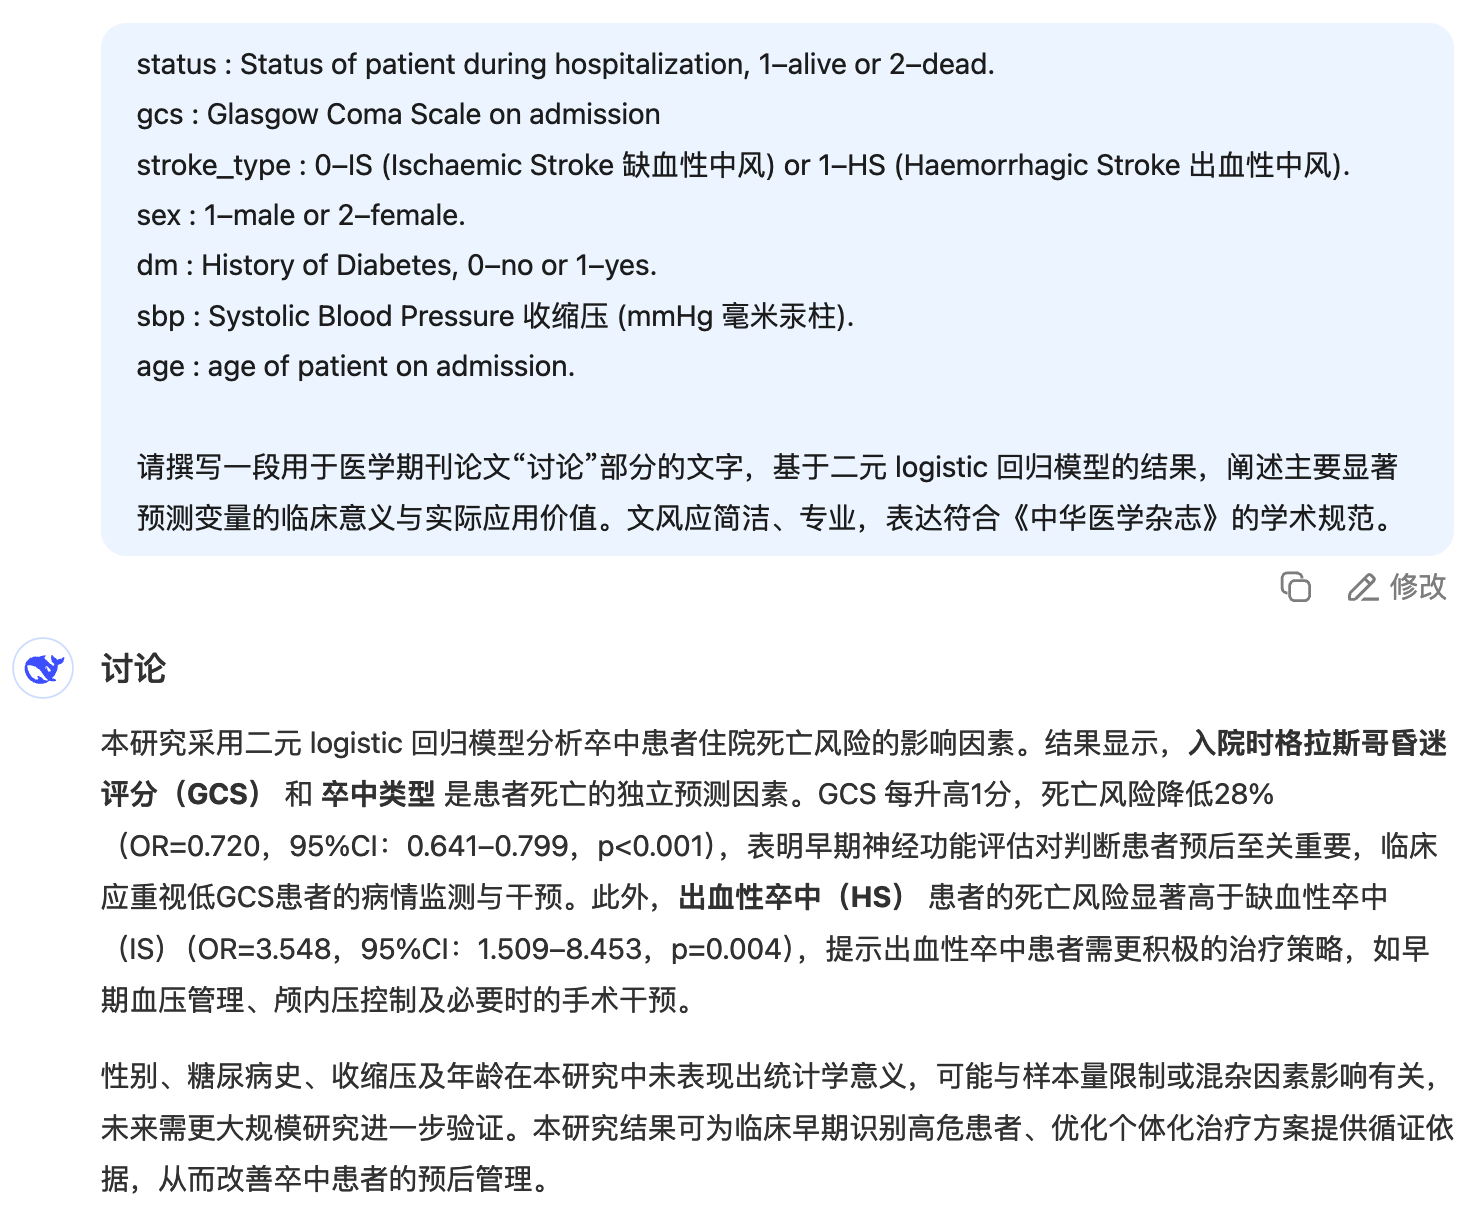 status : Status of patient during hospitalization, 1–alive or 2–dead.
gcs : Glasgow Coma Scale on admission
stroke_type : 0–IS (Ischaemic Stroke 缺血性中风) or 1–HS (Haemorrhagic Stroke 出血性中风).
sex : 1–male or 2–female.
dm : History of Diabetes, 0–no or 1–yes.
sbp : Systolic Blood Pressure 收缩压 (mmHg 毫米汞柱).
age : age of patient on admission.
请撰写一段用于医学期刊论文“讨论”部分的文字，基于二元 logistic 回归模型的结果，阐述主要显著
预测变量的临床意义与实际应用价值。文风应简洁、专业，表达符合《中华医学杂志》的学术规范。
修改
讨论
本研究采用二元 logistic 回归模型分析卒中患者住院死亡风险的影响因素。结果显示，入院时格拉斯哥昏迷
评分（GCS） 和 卒中类型 是患者死亡的独立预测因素。GCS 每升高1分，死亡风险降低28%
（OR=0.720，95%CI：0.641–0.799，p<0.001），表明早期神经功能评估对判断患者预后至关重要，临床
应重视低GCS患者的病情监测与干预。此外，出血性卒中（HS） 患者的死亡风险显著高于缺血性卒中
（IS）（OR=3.548，95%CI：1.509–8.453，p=0.004），提示出血性卒中患者需更积极的治疗策略，如早
期血压管理、颅内压控制及必要时的手术干预。
性别、糖尿病史、收缩压及年龄在本研究中未表现出统计学意义，可能与样本量限制或混杂因素影响有关，
未来需更大规模研究进一步验证。本研究结果可为临床早期识别高危患者、优化个体化治疗方案提供循证依
据，从而改善卒中患者的预后管理。